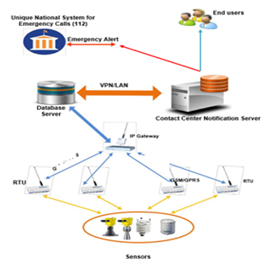 End users
Unique National System for
Emergency Calls (112)
Emergency Alert
VPN/LAN
Database
Server
Contact Center Notification Server
IP Gateway
RTU
GSM/GPRS
RTU
Sensors